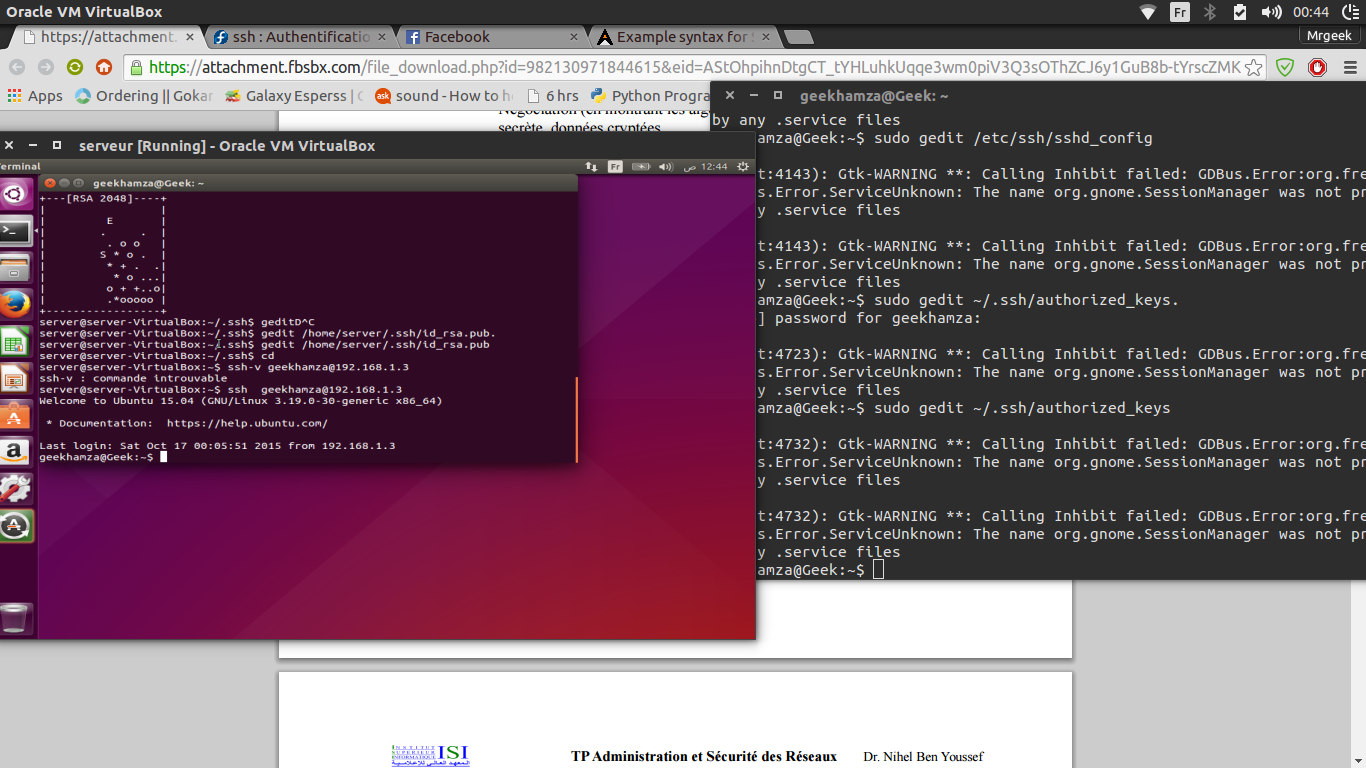 Oracle VM VirtualBox
Fr
00:44
https://attachment.
ssh : Authentificatio
Facebook
Example syntax for
Mrgeek
https://attachment.fbsbx.com/file_download.php?id=982130971844615&eid=AStOhpihnDtgCT_tYHLuhkUqqe3wm0piV3Q3sOThZCJ6y1GuB8b-tYrscZMK
Apps
Ordering || Gokar
Galaxy Esperss | C
ask
sound - How to h
6 hrs
Python Progra
secrète, données cryptées
geekhamza@Geek: ~
by any .service files
amza@Geek:~$ sudo gedit /etc/ssh/sshd_config
t:4143): Gtk-WARNING **: Calling Inhibit failed: GDBus.Error:org.fre
s.Error.ServiceUnknown: The name org.gnome.SessionManager was not pr
y .service files
t:4143): Gtk-WARNING **: Calling Inhibit failed: GDBus.Error:org.fre
s.Error.ServiceUnknown: The name org.gnome.SessionManager was not pr
y .service files
amza@Geek:~$ sudo gedit ~/.ssh/authorized_keys.
] password for geekhamza:
t:4723): Gtk-WARNING **: Calling Inhibit failed: GDBus.Error:org.fre
s.Error.ServiceUnknown: The name org.gnome.SessionManager was not pr
y .service files
amza@Geek:~$ sudo gedit ~/.ssh/authorized_keys
t:4732): Gtk-WARNING **: Calling Inhibit failed: GDBus.Error:org.fre
s.Error.ServiceUnknown: The name org.gnome.SessionManager was not pr
y .service files
t:4732): Gtk-WARNING **: Calling Inhibit failed: GDBus.Error:org.fre
s.Error.ServiceUnknown: The name org.gnome.SessionManager was not pr
y .service files
amza@Geek:~$
serveur [Running] - Oracle VM VirtualBox
erminal
Fr
12:44 ص
geekhamza@Geek: ~
+---[RSA 2048]----+
|                 |
|        E        |
|       .     .   |
|        . o o    |
|       S * o .   |
|        * + .  . |
|         * o ...|
|        o + +..o|
|        .*ooooo |
+-----------------+
server@server-VirtualBox:~/.ssh$ geditD^C
server@server-VirtualBox:~/.ssh$ gedit /home/server/.ssh/id_rsa.pub.
server@server-VirtualBox:~/.ssh$ gedit /home/server/.ssh/id_rsa.pub
server@server-VirtualBox:~/.ssh$ cd
server@server-VirtualBox:~$ ssh-v geekhamza@192.168.1.3
ssh-v : commande introuvable
server@server-VirtualBox:~$ ssh  geekhamza@192.168.1.3
Welcome to Ubuntu 15.04 (GNU/Linux 3.19.0-30-generic x86_64)
* Documentation:  https://help.ubuntu.com/
Last login: Sat Oct 17 00:05:51 2015 from 192.168.1.3
geekhamza@Geek:~$
INSTITUT
SUPERIEUR
INFORMATIQUE
ISI
المعهد العالي للإعلامية
TP Administration et Sécurité des Réseaux
Dr. Nihel Ben Youssef